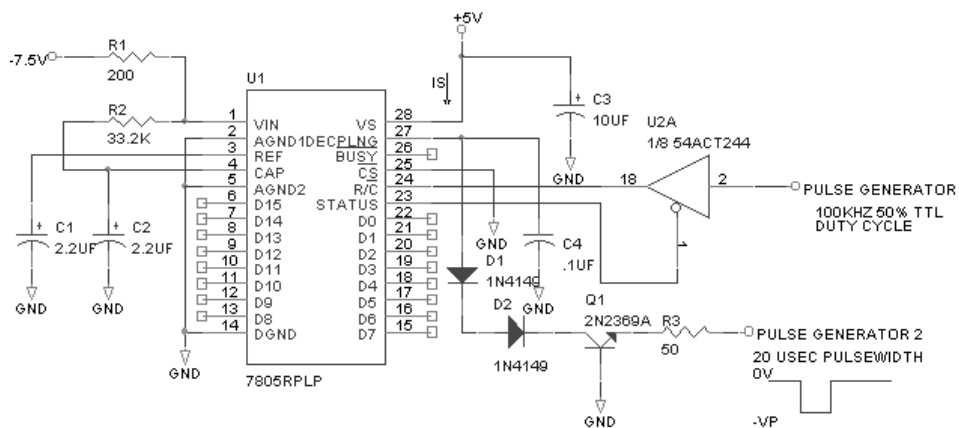 +5V
-7.5V
R1
200
U1
IS
R2
33.2K
C3
10UF
U2A
1/8 54ACT244
GND
1 VIN VS 28
2 AGND1 DECPLNG 27
3 REF BUSY 26
4 CAP CS 25
5 AGND2 R/C 24
6 D15 STATUS 23
7 D14 D0 22
8 D13 D1 21
9 D12 D2 20
10 D11 D3 19
11 D10 D4 18
12 D9 D5 17
13 D8 D6 16
14 DGND D7 15
7805RPLP
18
2
1
PULSE GENERATOR
100KHZ 50% TTL
DUTY CYCLE
C1
2.2UF
C2
2.2UF
GND
GND
GND
GND
D1
1N4149
C4
.1UF
GND
D2
1N4149
Q1
2N2369A
R3
50
GND
PULSE GENERATOR 2
20 USEC PULSEWIDTH
0V
-VP